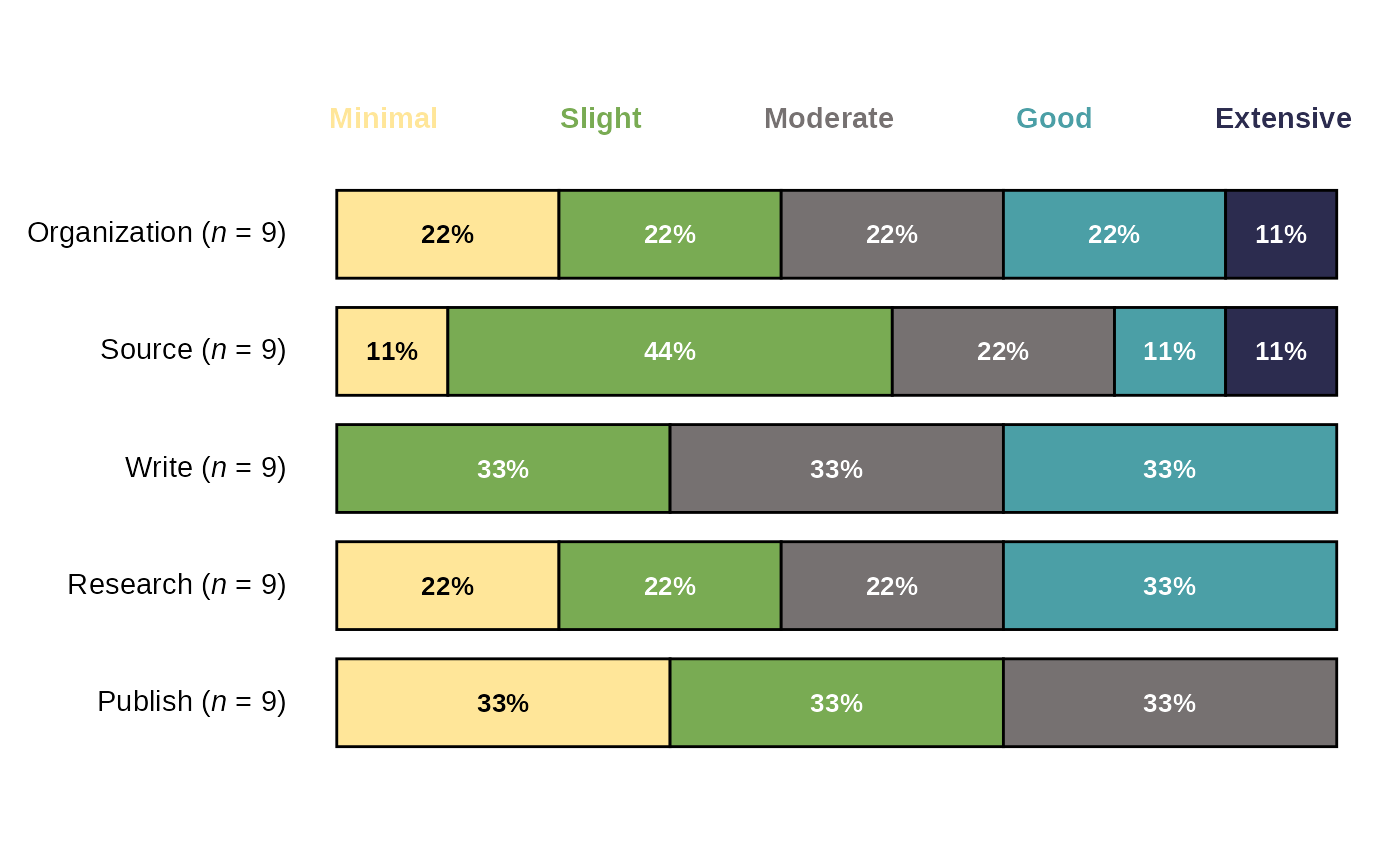 Minimal Slight Moderate Good Extensive
Organization (n = 9) 22% 22% 22% 22% 11%
Source (n = 9) 11% 44% 22% 11% 11%
Write (n = 9) 33% 33% 33%
Research (n = 9) 22% 22% 22% 33%
Publish (n = 9) 33% 33% 33%